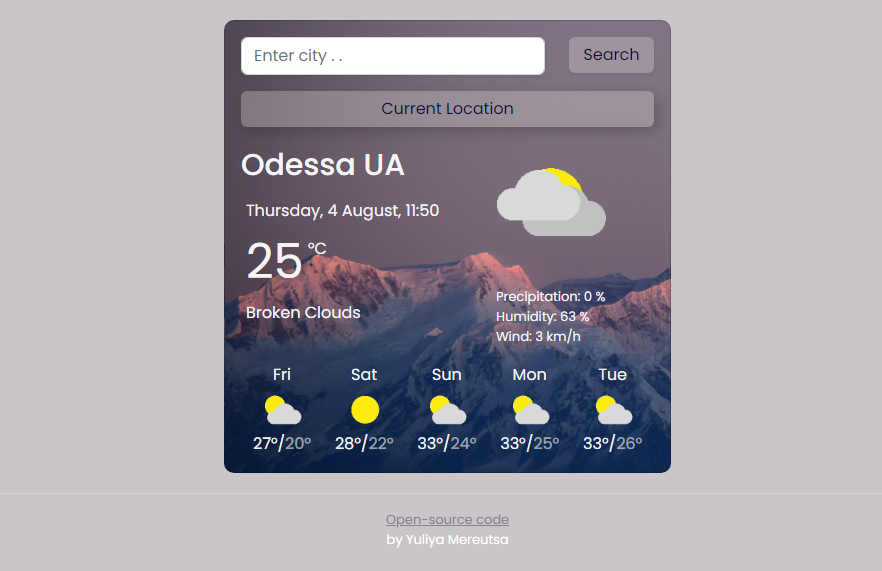 Enter city . .
Search
Current Location
Odessa UA
Thursday, 4 August, 11:50
25 °C
Broken Clouds
Precipitation: 0 %
Humidity: 63 %
Wind: 3 km/h
Fri Sat Sun Mon Tue
27°/20° 28°/22° 33°/24° 33°/25° 33°/26°
Open-source code
by Yuliya Mereutsa